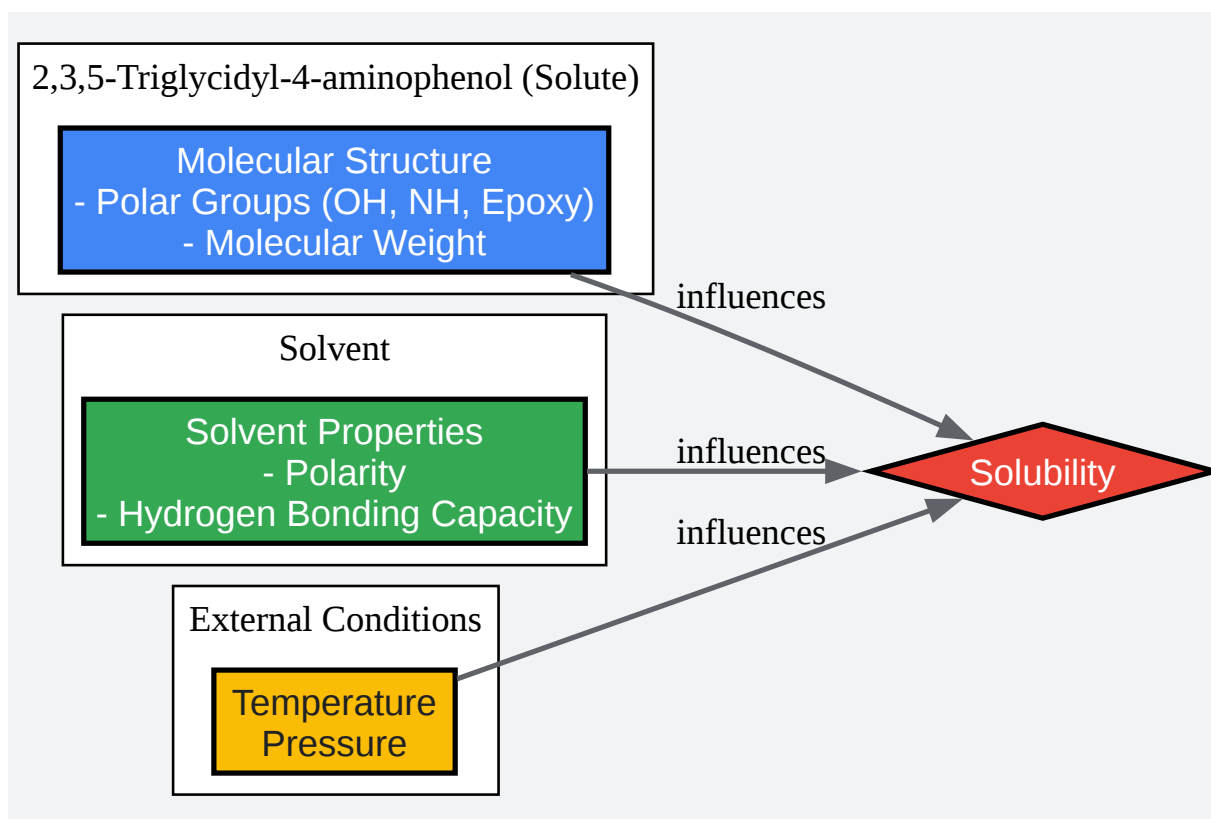 2,3,5-Triglycidyl-4-aminophenol (Solute)
Molecular Structure
- Polar Groups (OH, NH, Epoxy)
- Molecular Weight
influences
Solvent
Solvent Properties
- Polarity
- Hydrogen Bonding Capacity
influences
Solubility
influences
External Conditions
Temperature
Pressure